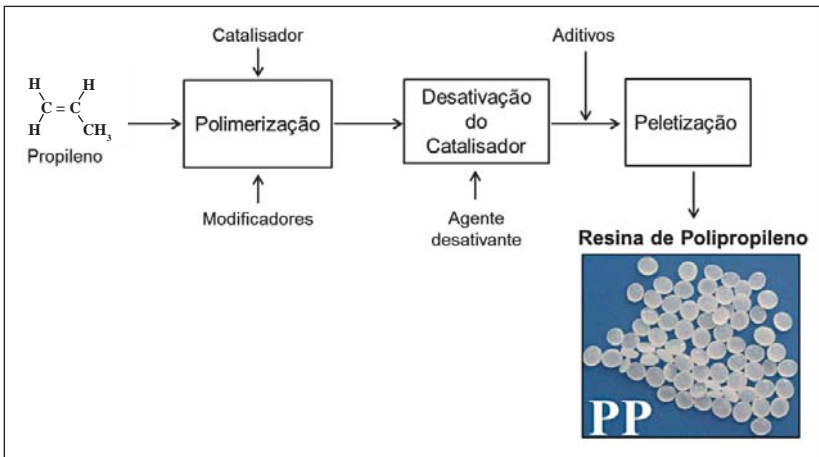 Catalisador
Aditivos
H H
C = C
H CH₃
Propileno
Polimerização
Desativação
do
Catalisador
Peletização
Modificadores
Agente
desativante
Resina de Polipropileno
PP